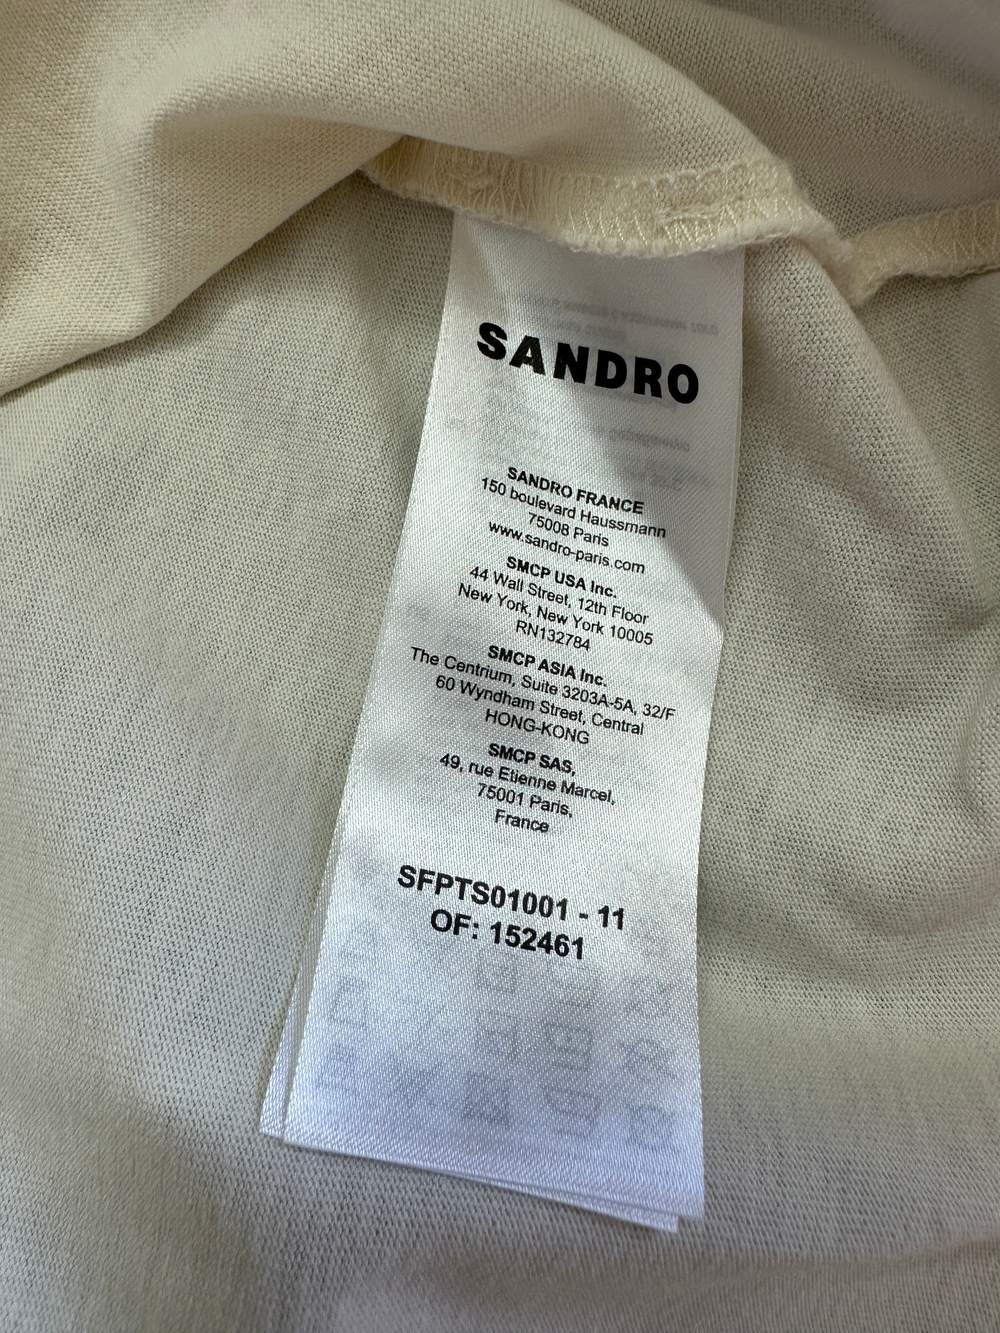 SANDRO
SANDRO FRANCE
150 boulevard Haussmann
75008 Paris
www.sandro-paris.com
SMCP USA Inc.
44 Wall Street, 12th Floor
New York, New York 10005
RN132784
SMCP ASIA Inc.
The Centrium, Suite 3203A-5A, 32/F
60 Wyndham Street, Central
HONG-KONG
SMCP SAS,
49, rue Etienne Marcel,
75001 Paris,
France
SFPTS01001 - 11
OF: 152461